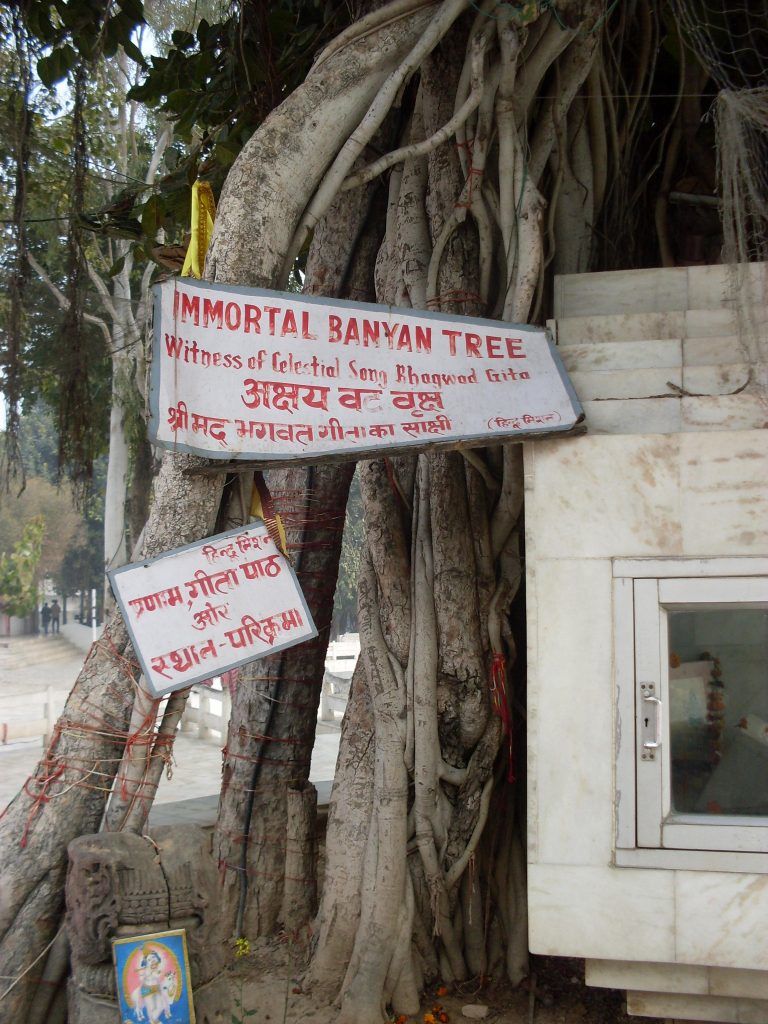 IMMORTAL BANYAN TREE
Witness of Celestial Song Bhagwad Gita
अक्षय वट वृक्ष
श्रीमद् भगवत गीता का साक्षी (हिन्दू मिशन)
हिन्दू मिशन
प्रणाम, गीता पाठ
और
स्थान-परिक्रमा